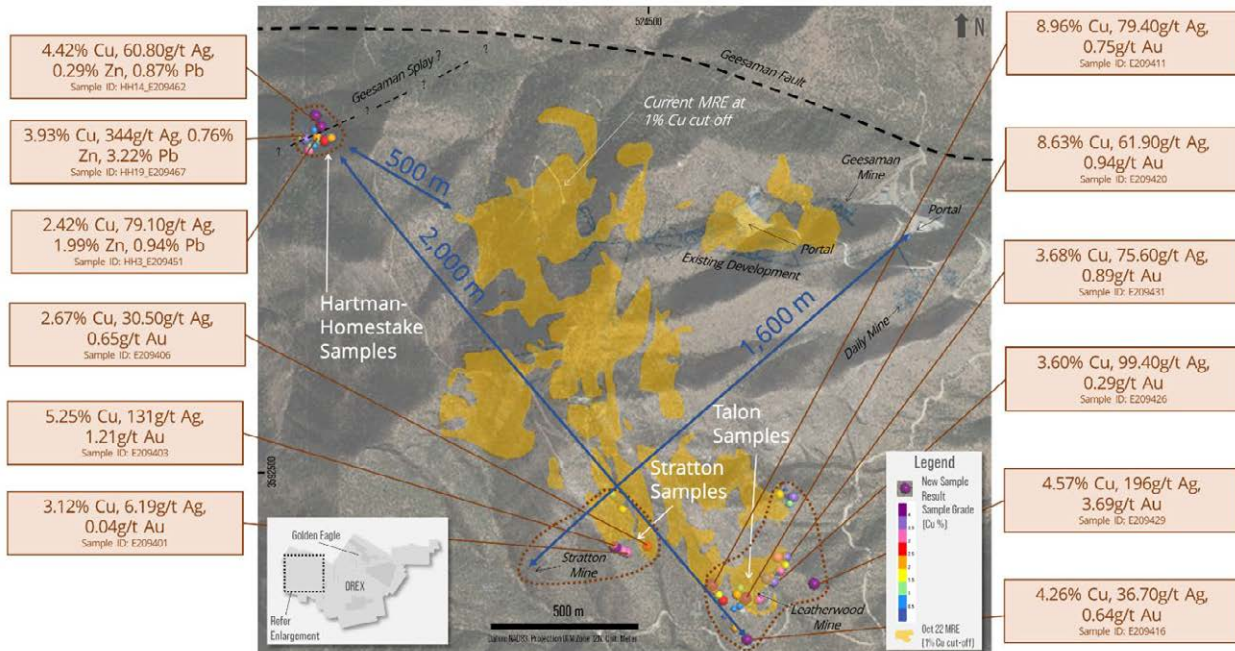 4.42% Cu, 60.80g/t Ag,
0.29% Zn, 0.87% Pb
Sample ID: HH14_E209462
3.93% Cu, 344g/t Ag, 0.76%
Zn, 3.22% Pb
Sample ID: HH19_E209467
2.42% Cu, 79.10g/t Ag,
1.99% Zn, 0.94% Pb
Sample ID: HH3_E209451
2.67% Cu, 30.50g/t Ag,
0.65g/t Au
Sample ID: E209406
5.25% Cu, 131g/t Ag,
1.21g/t Au
Sample ID: E209403
3.12% Cu, 6.19g/t Ag,
0.04g/t Au
Sample ID: E209401
524500
N
Geesaman Splay ?
?
?
?
?
Geesaman Fault
Current MRE at
1% Cu cut-off
500 m
2,000 m
1,600 m
Geesaman Mine
Portal
Portal
Existing Development
Daily Mine
Hartman-
Homestake
Samples
Talon
Samples
Stratton
Samples
Stratton
Mine
Leatherwood
Mine
3592500
Golden Eagle
OREX
Refer
Enlargement
500 m
Legend
New Sample
Result
Sample Grade
(Cu %)
Oct 22 MRE
(1% Cu cut-off)
8.96% Cu, 79.40g/t Ag,
0.75g/t Au
Sample ID: E209411
8.63% Cu, 61.90g/t Ag,
0.94g/t Au
Sample ID: E209420
3.68% Cu, 75.60g/t Ag,
0.89g/t Au
Sample ID: E209431
3.60% Cu, 99.40g/t Ag,
0.29g/t Au
Sample ID: E209426
4.57% Cu, 196g/t Ag,
3.69g/t Au
Sample ID: E209429
4.26% Cu, 36.70g/t Ag,
0.64g/t Au
Sample ID: E209416